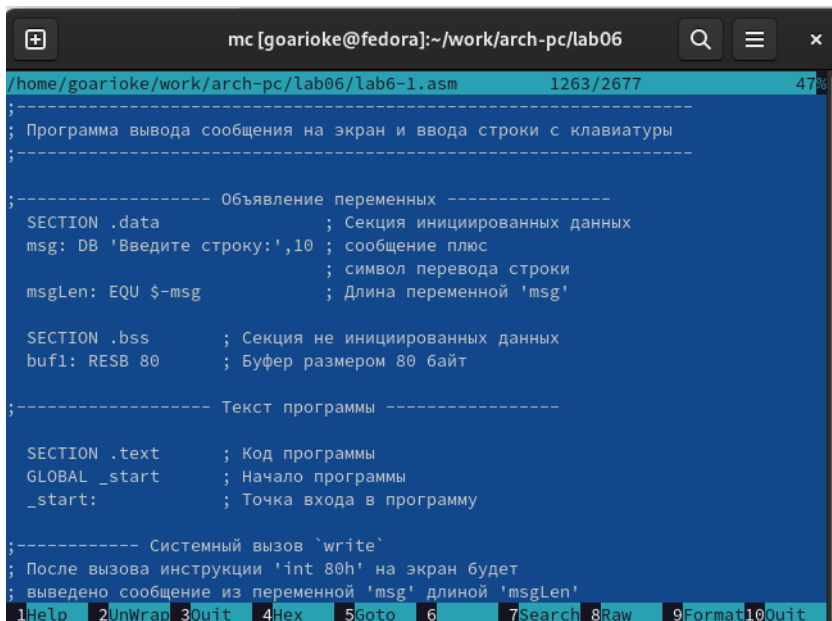 mc [goarioke@fedora]:~/work/arch-pc/lab06
/home/goarioke/work/arch-pc/lab06/lab6-1.asm 1263/2677 47%
;------------------------------------------------------------------
; Программа вывода сообщения на экран и ввода строки с клавиатуры
;------------------------------------------------------------------
;------------------- Объявление переменных ----------------
SECTION .data ; Секция инициированных данных
msg: DB 'Введите строку:',10 ; сообщение плюс
; символ перевода строки
msgLen: EQU $-msg ; Длина переменной 'msg'
SECTION .bss ; Секция не инициированных данных
buf1: RESB 80 ; Буфер размером 80 байт
;------------------- Текст программы -----------------
SECTION .text ; Код программы
GLOBAL _start ; Начало программы
_start: ; Точка входа в программу
;------------ Системный вызов `write`
; После вызова инструкции 'int 80h' на экран будет
; выведено сообщение из переменной 'msg' длиной 'msgLen'
1Help 2UnWrap 3Quit 4Hex 5Goto 6 7Search 8Raw 9Format 10Quit